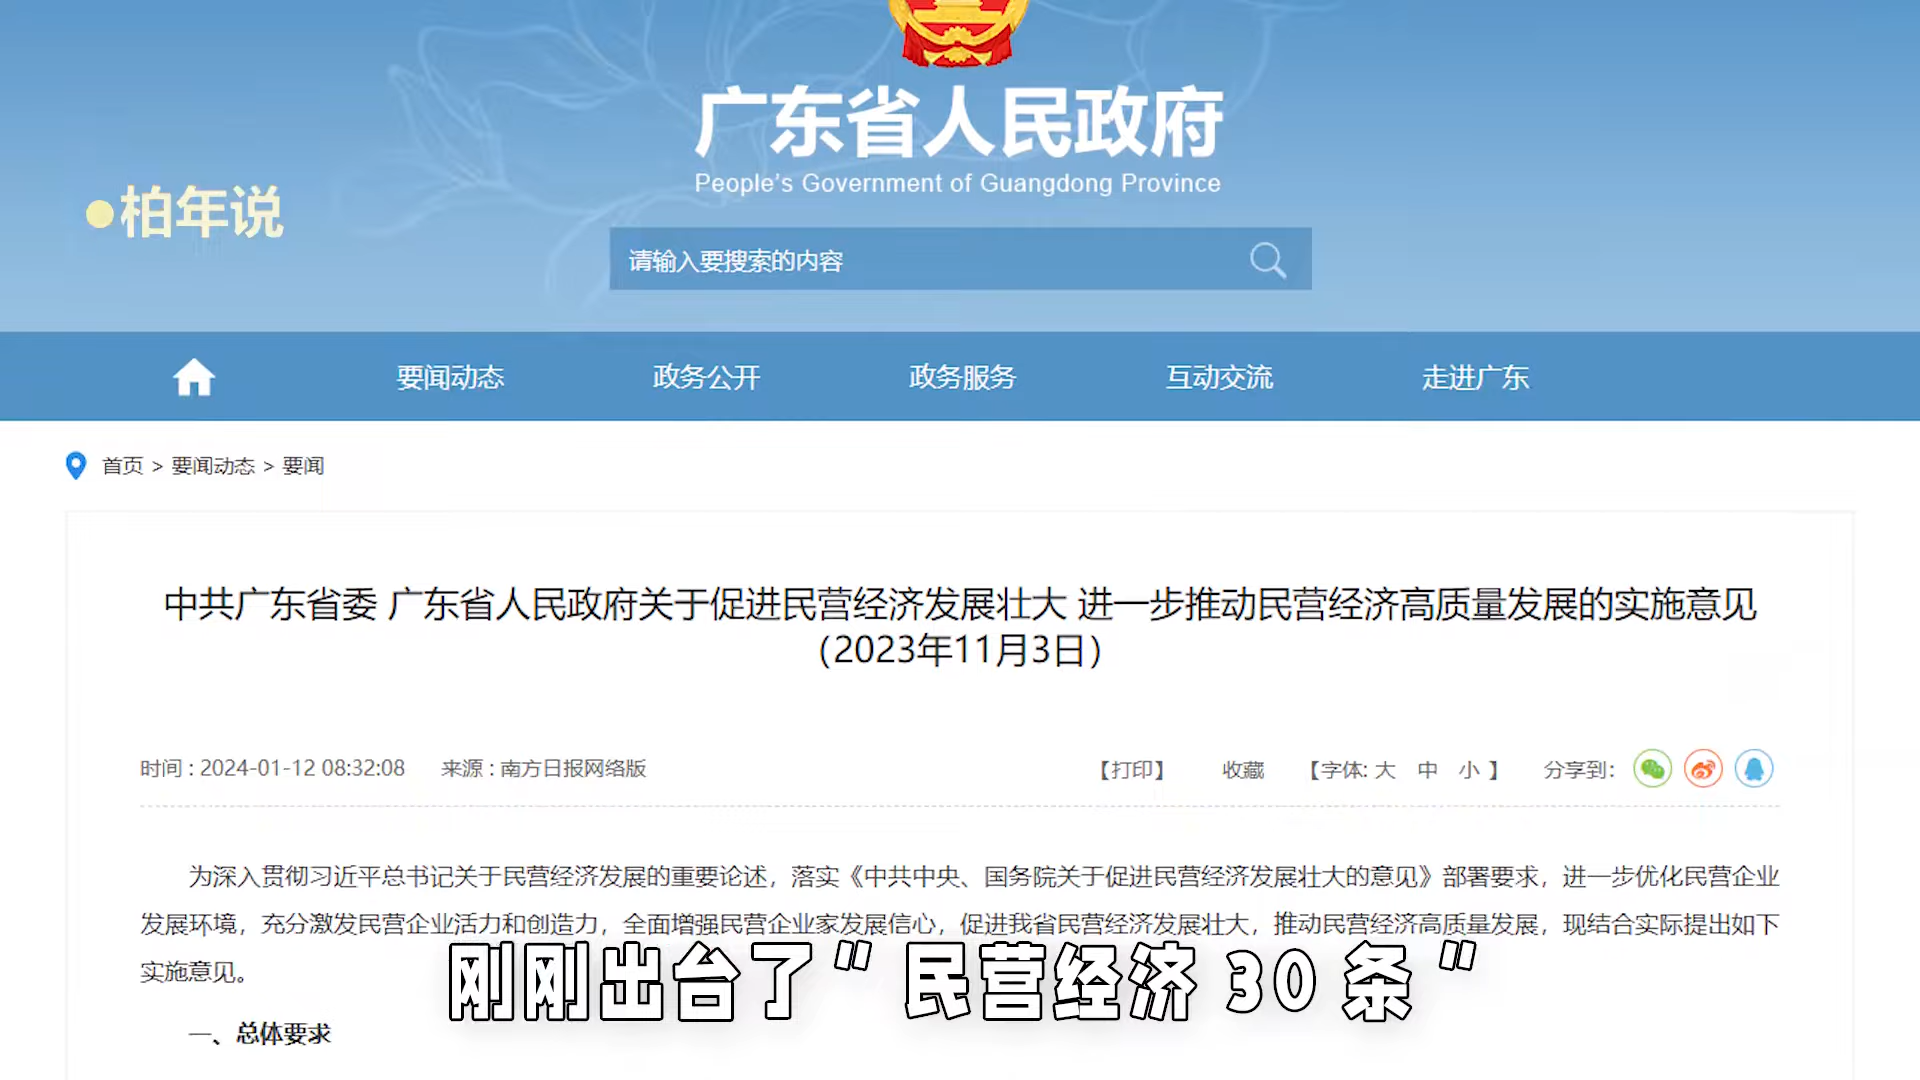 广东省人民政府
People's Government of Guangdong Province
柏年说
请输入要搜索的内容
要闻动态 政务公开 政务服务 互动交流 走进广东
首页 > 要闻动态 > 要闻
中共广东省委 广东省人民政府关于促进民营经济发展壮大 进一步推动民营经济高质量发展的实施意见
（2023年11月3日）
时间 : 2024-01-12 08:32:08 来源 : 南方日报网络版 【打印】 收藏 【字体: 大 中 小 】 分享到：
为深入贯彻习近平总书记关于民营经济发展的重要论述，落实《中共中央、国务院关于促进民营经济发展壮大的意见》部署要求，进一步优化民营企业
发展环境，充分激发民营企业活力和创造力，全面增强民营企业家发展信心，促进我省民营经济发展壮大，推动民营经济高质量发展，现结合实际提出如下
实施意见。
刚刚出台了"民营经济 30 条"
一、总体要求